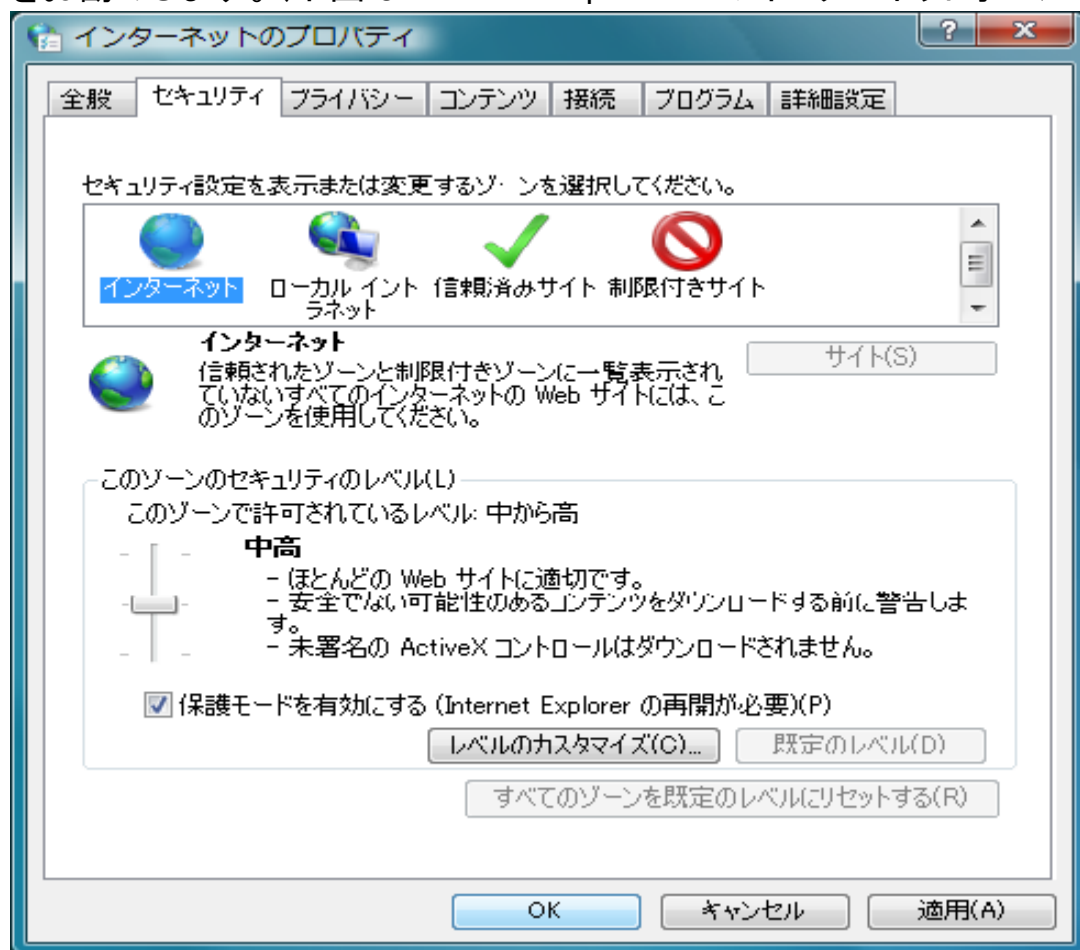 インターネットのプロパティ
全般 セキュリティ プライバシー コンテンツ 接続 プログラム 詳細設定
セキュリティ設定を表示または変更するゾーンを選択してください。
インターネット ローカル イント 信頼済みサイト 制限付きサイト
ラネット
インターネット
サイト(S)
信頼されたゾーンと制限付きゾーンに一覧表示され
ていないすべてのインターネットの Web サイトには、こ
のゾーンを使用してください。
このゾーンのセキュリティのレベル(L)
このゾーンで許可されているレベル: 中から高
中高
- ほとんどの Web サイトに適切です。
- 安全でない可能性のあるコンテンツをダウンロードする前に警告しま
す。
- 未署名の ActiveX コントロールはダウンロードされません。
保護モードを有効にする (Internet Explorer の再開が必要)(P)
レベルのカスタマイズ(C)... 既定のレベル(D)
すべてのゾーンを既定のレベルにリセットする(R)
OK キャンセル 適用(A)